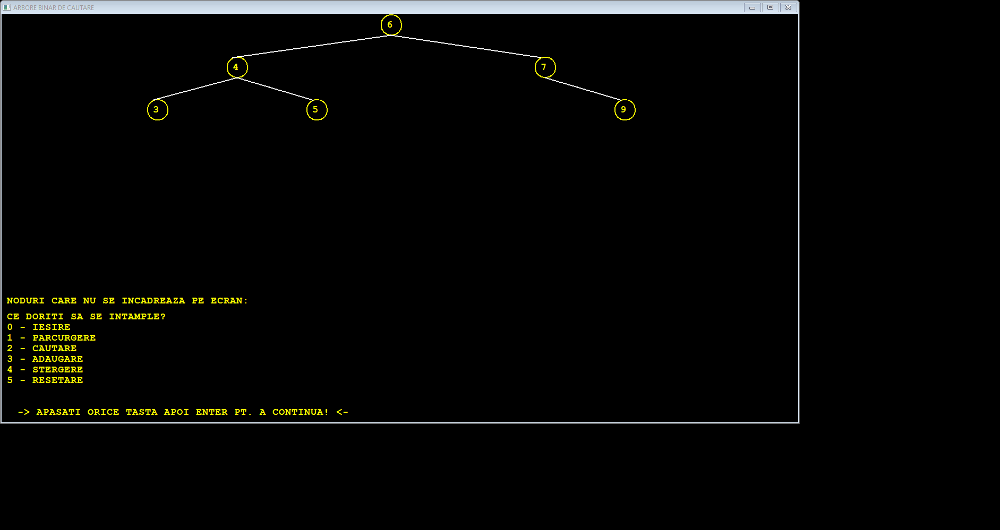 ARBORE BINAR DE CAUTARE
6
4 7
3 5 9
NODURI CARE NU SE INCADREAZA PE ECRAN:
CE DORITI SA SE INTAMPLE?
0 - IESIRE
1 - PARCURGERE
2 - CAUTARE
3 - ADAUGARE
4 - STERGERE
5 - RESETARE
-> APASATI ORICE TASTA APOI ENTER PT. A CONTINUA! <-